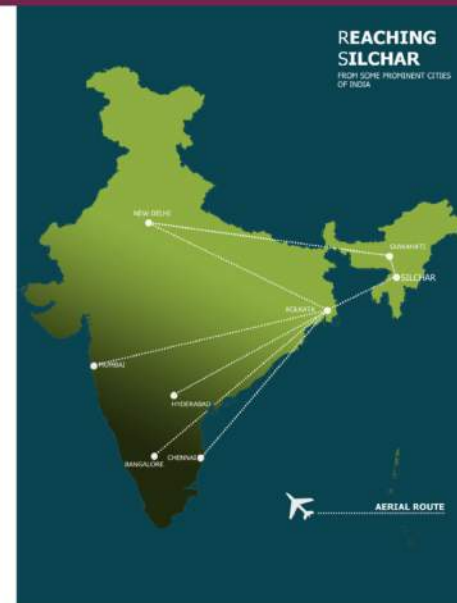 REACHING
SILCHAR
FROM SOME PROMINENT CITIES
OF INDIA
NEW DELHI
GUWAHATI
SILCHAR
KOLKATA
MUMBAI
HYDERABAD
BANGALORE
CHENNAI
AERIAL ROUTE